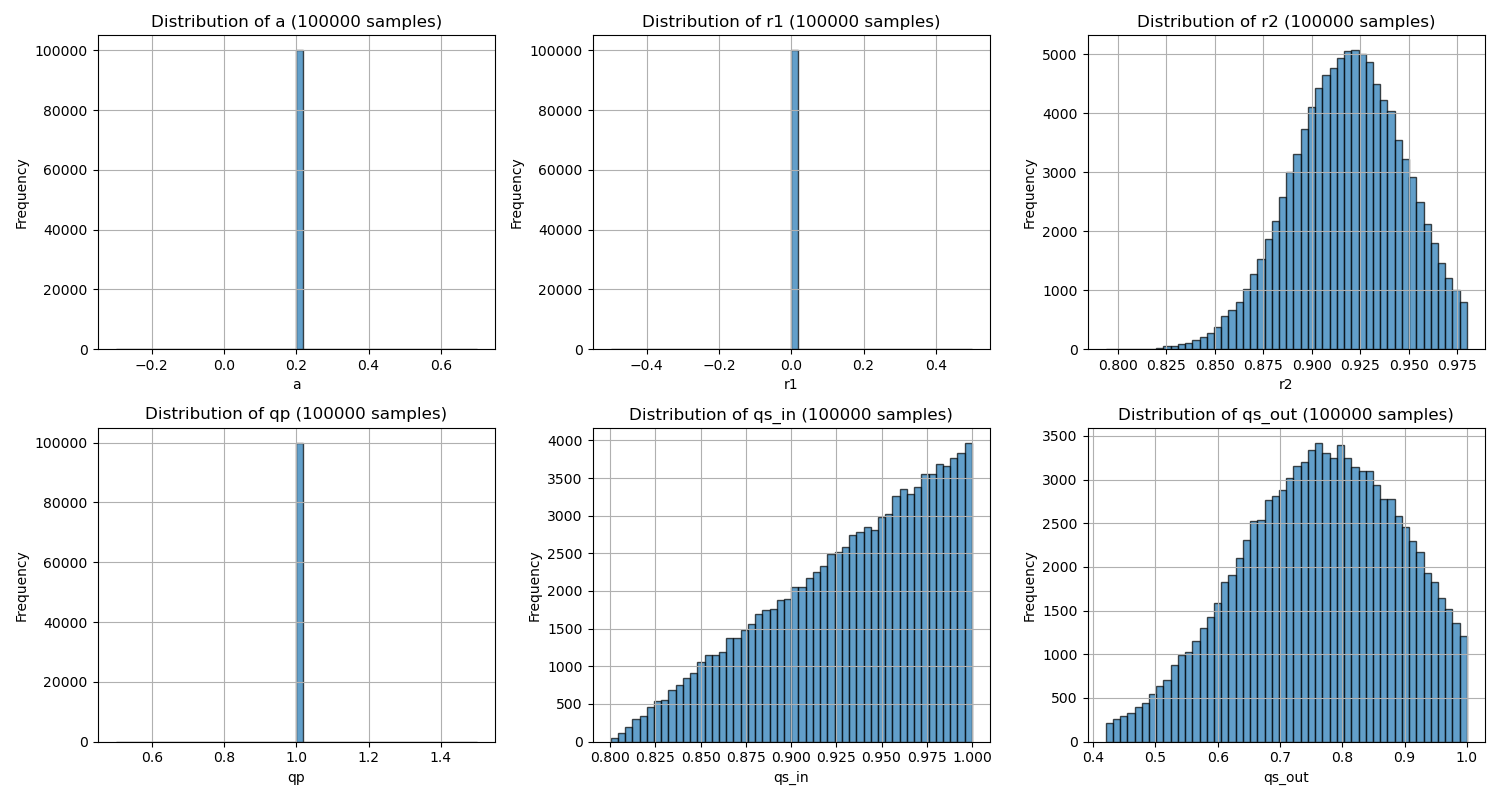 Distribution of a (100000 samples)
Frequency
100000
80000
60000
40000
20000
0
−0.2 0.0 0.2 0.4 0.6
a
Distribution of r1 (100000 samples)
Frequency
100000
80000
60000
40000
20000
0
−0.4 −0.2 0.0 0.2 0.4
r1
Distribution of r2 (100000 samples)
Frequency
5000
4000
3000
2000
1000
0
0.800 0.825 0.850 0.875 0.900 0.925 0.950 0.975
r2
Distribution of qp (100000 samples)
Frequency
100000
80000
60000
40000
20000
0
0.6 0.8 1.0 1.2 1.4
qp
Distribution of qs_in (100000 samples)
Frequency
4000
3500
3000
2500
2000
1500
1000
500
0
0.800 0.825 0.850 0.875 0.900 0.925 0.950 0.975 1.000
qs_in
Distribution of qs_out (100000 samples)
Frequency
3500
3000
2500
2000
1500
1000
500
0
0.4 0.5 0.6 0.7 0.8 0.9 1.0
qs_out